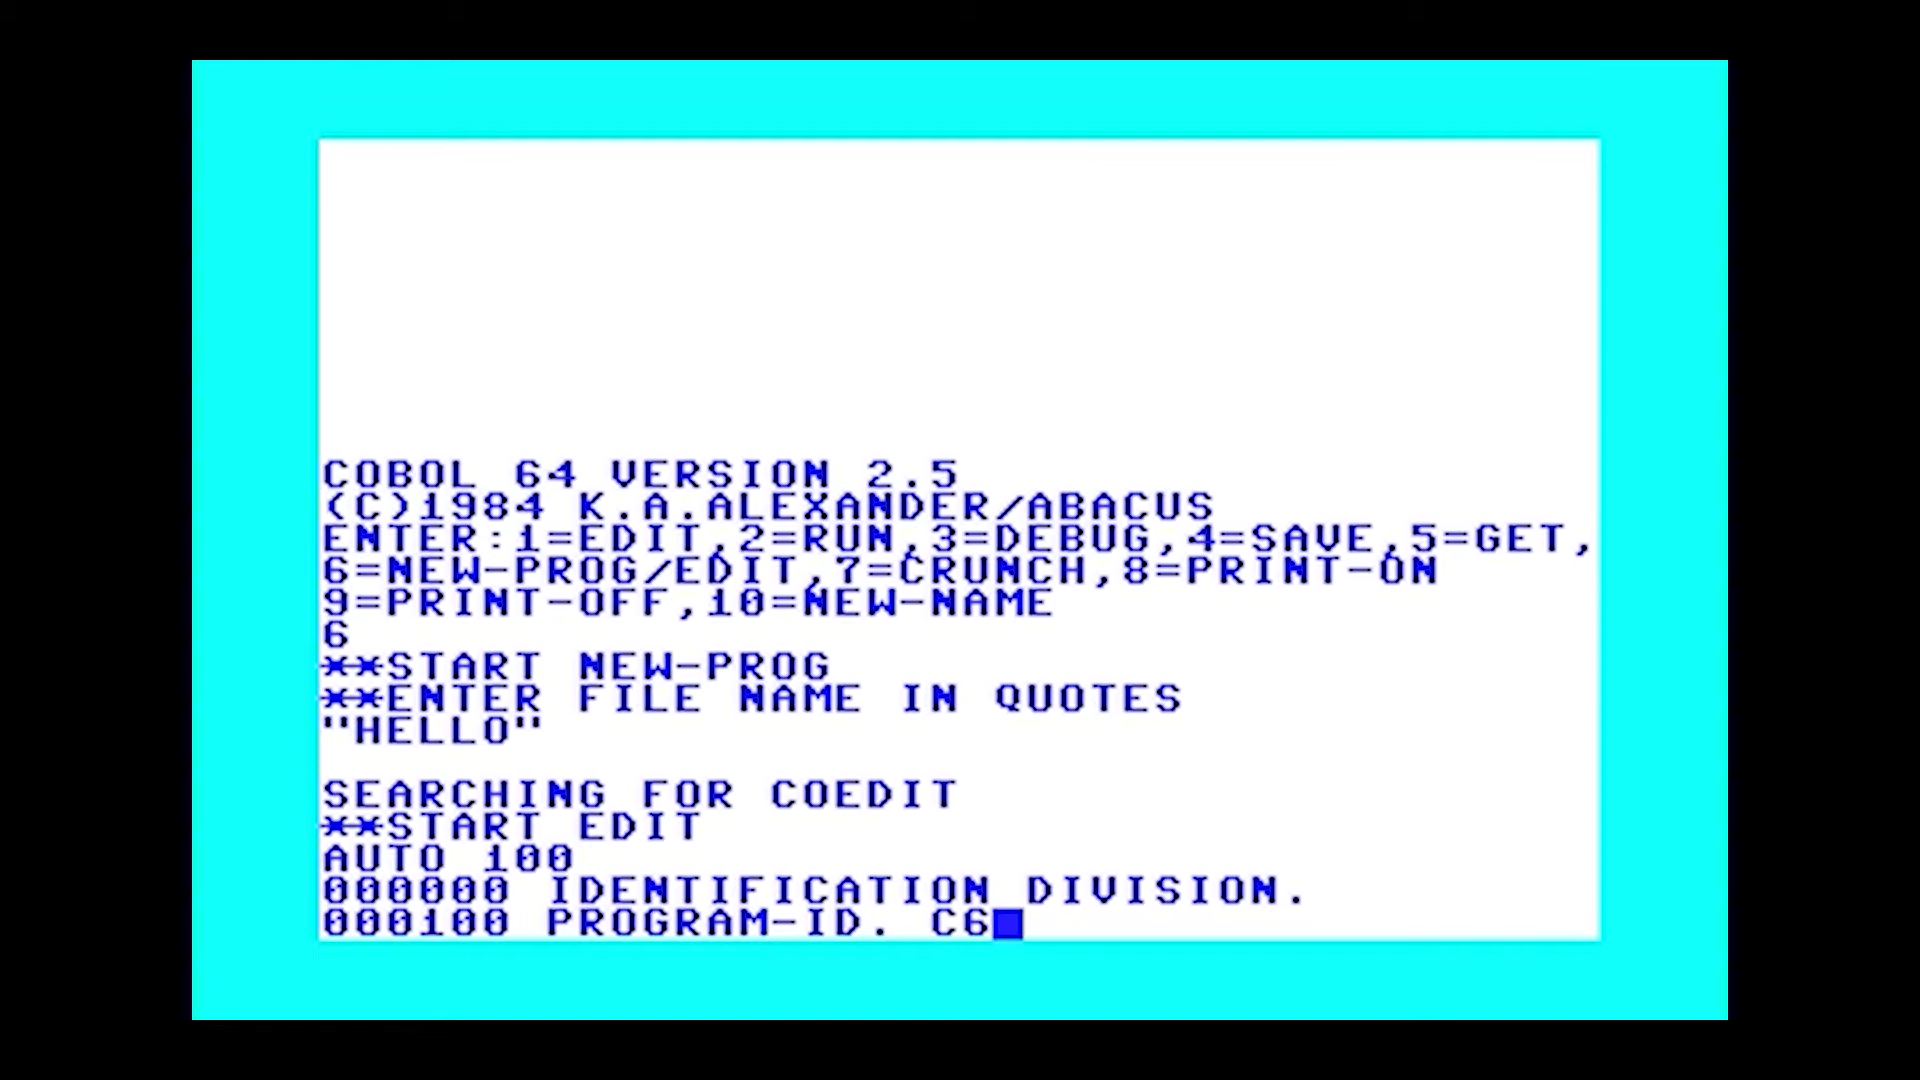 COBOL 64 VERSION 2.5
(C)1984 K.A.ALEXANDER/ABACUS
ENTER:1=EDIT,2=RUN,3=DEBUG,4=SAVE,5=GET,
6=NEW-PROG/EDIT,7=CRUNCH,8=PRINT-ON
9=PRINT-OFF,10=NEW-NAME
6
**START NEW-PROG
**ENTER FILE NAME IN QUOTES
"HELLO"
SEARCHING FOR COEDIT
**START EDIT
AUTO 100
000000 IDENTIFICATION DIVISION.
000100 PROGRAM-ID. C6